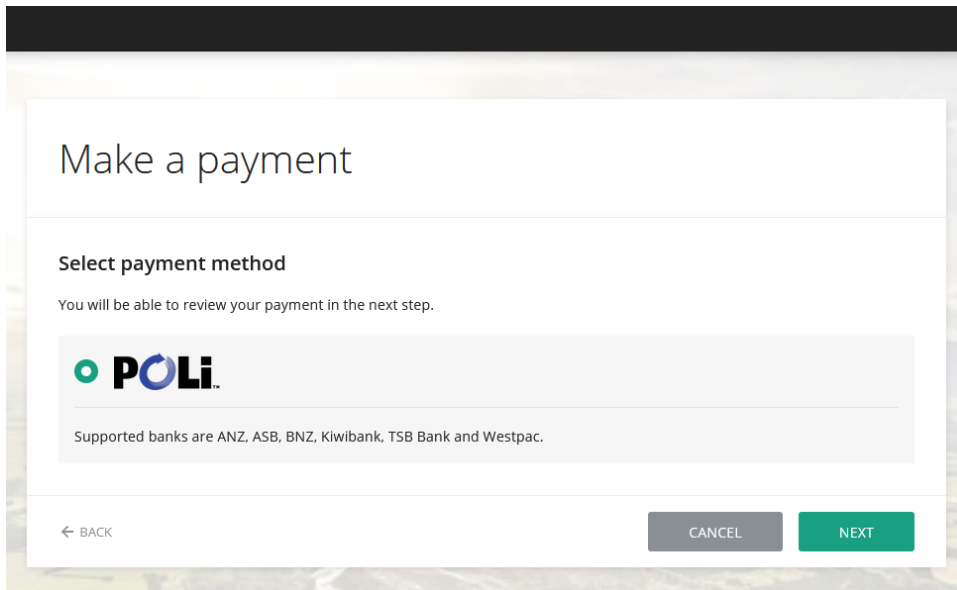 Make a payment
Select payment method
You will be able to review your payment in the next step.
POLi™
Supported banks are ANZ, ASB, BNZ, Kiwibank, TSB Bank and Westpac.
← BACK
CANCEL
NEXT